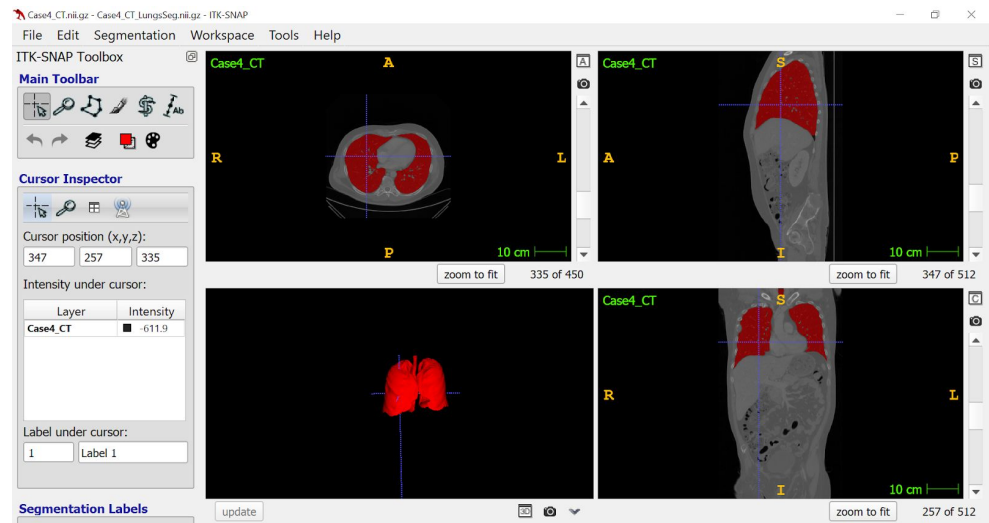 Case4_CT.nii.gz - Case4_CT_LungsSeg.nii.gz - ITK-SNAP
File Edit Segmentation Workspace Tools Help
ITK-SNAP Toolbox
Main Toolbar
Ab
Cursor Inspector
Cursor position (x,y,z):
347 257 335
Intensity under cursor:
Layer Intensity
Case4_CT -611.9
Label under cursor:
1 Label 1
Segmentation Labels
Case4_CT
A
A
R
L
P
10 cm
zoom to fit 335 of 450
Case4_CT
S
S
A
P
I
10 cm
zoom to fit 347 of 512
update
3D
Case4_CT
S
C
R
L
I
10 cm
zoom to fit 257 of 512